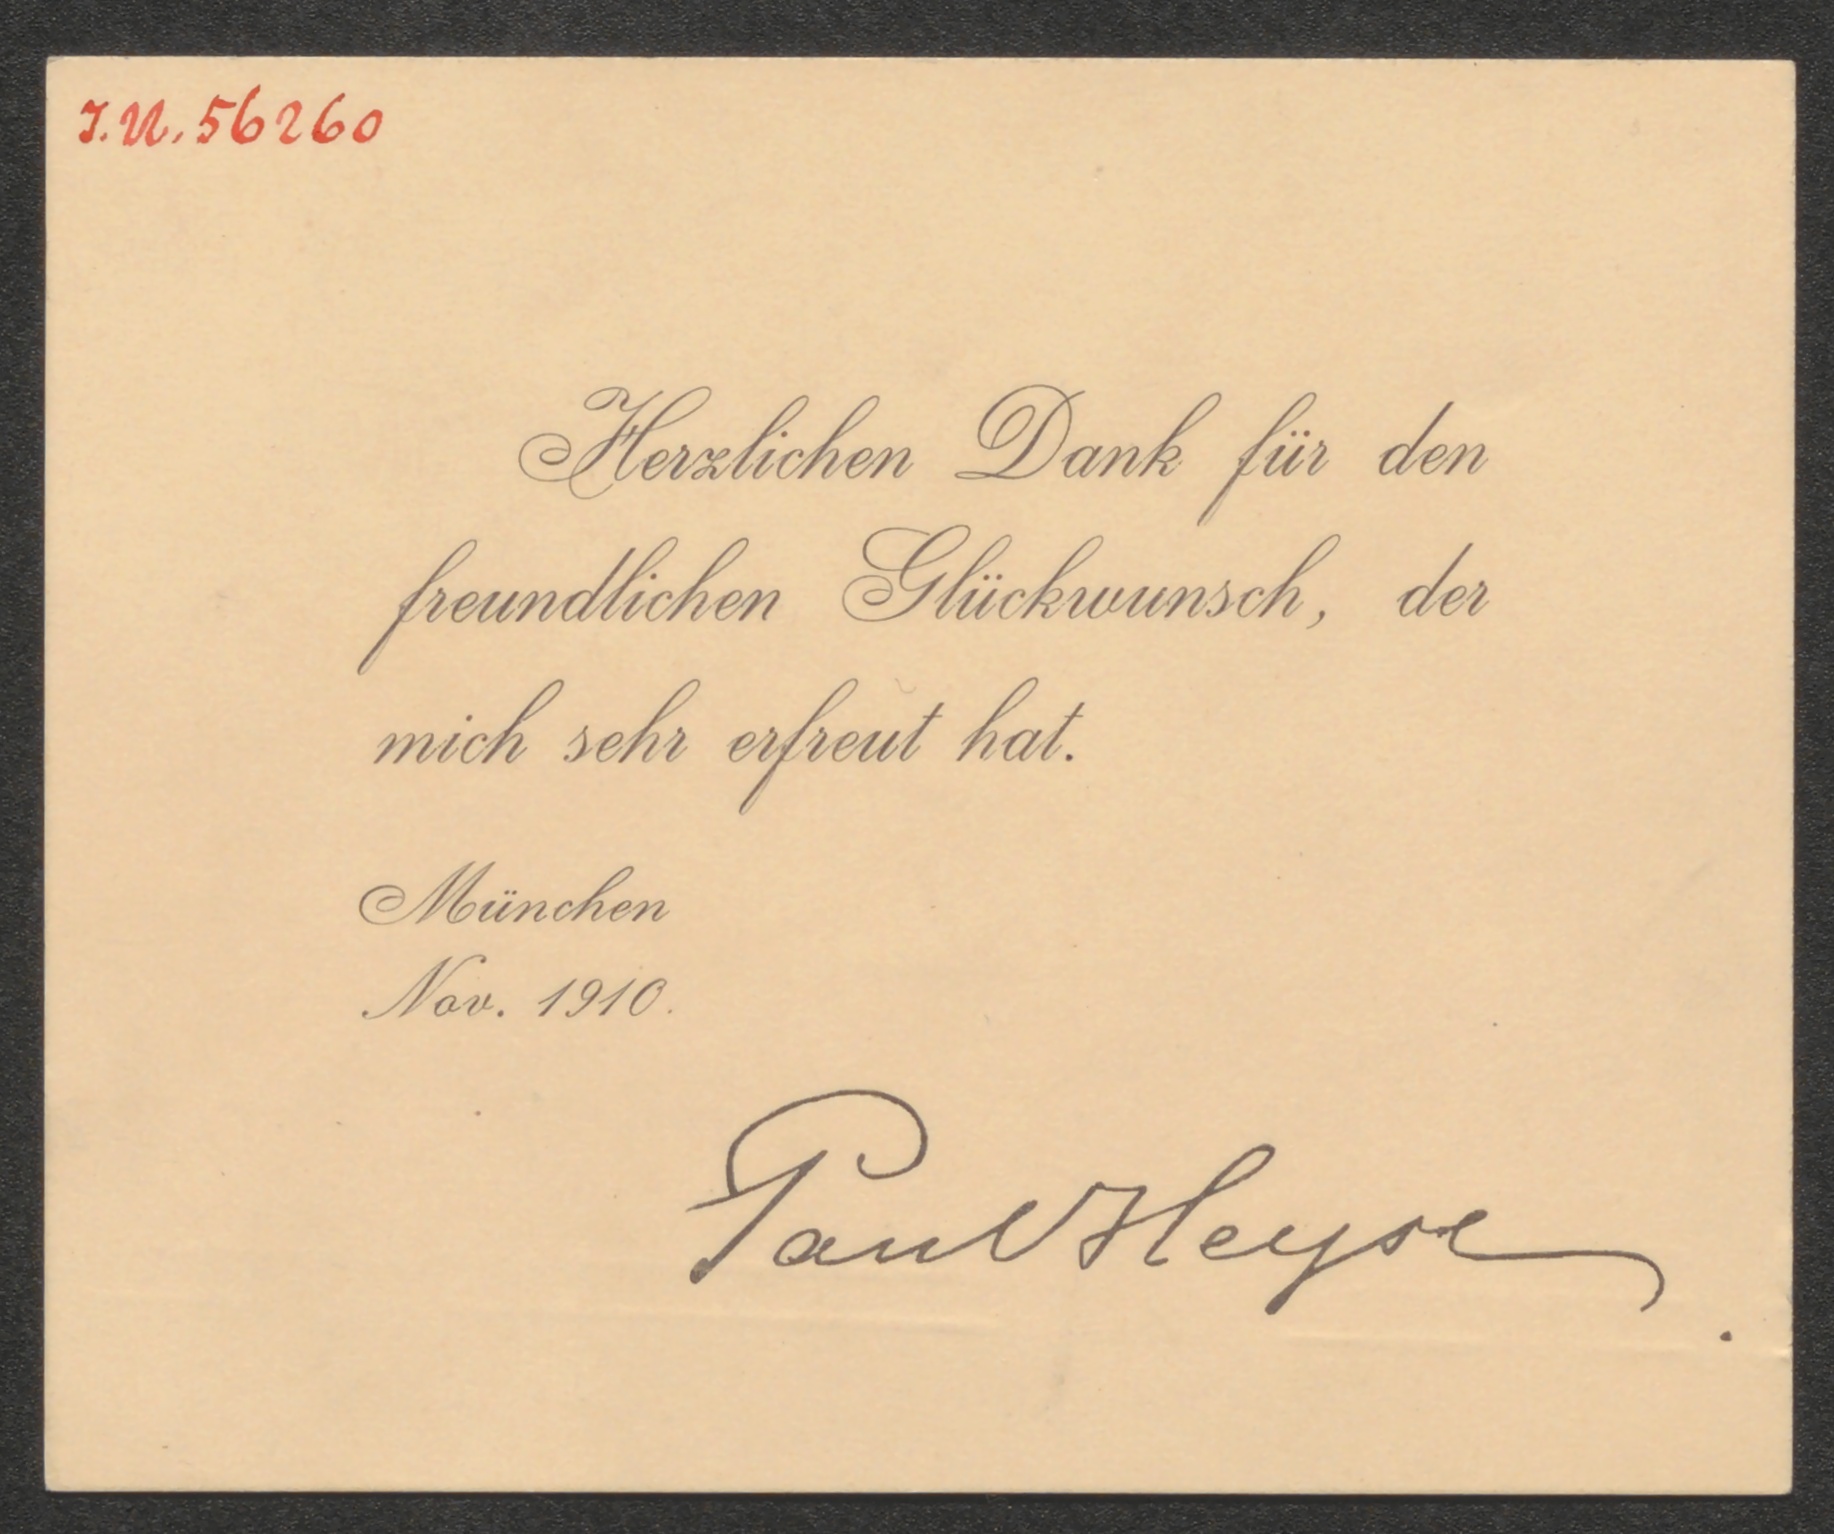 I.N. 56260
Herzlichen Dank für den
freundlichen Glückwunsch, der
mich sehr erfreut hat.
München
Nov. 1910.
Paul Heyse.